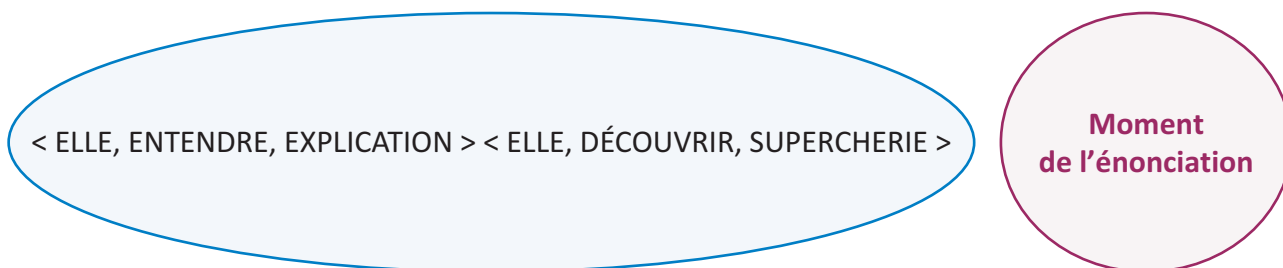 < ELLE, ENTENDRE, EXPLICATION > < ELLE, DÉCOUVRIR, SUPERCHERIE >
Moment
de l’énonciation